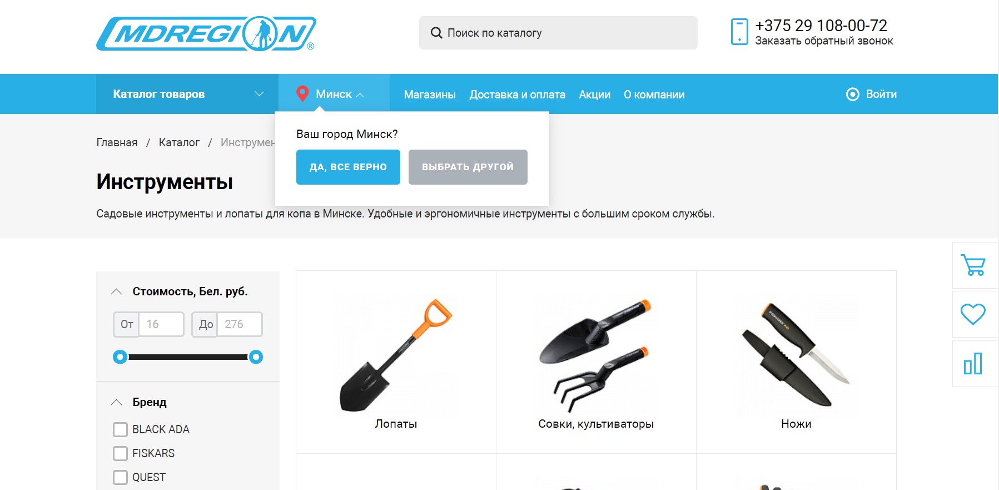 MDREGION®
Поиск по каталогу
+375 29 108-00-72
Заказать обратный звонок
Каталог товаров
Минск
Магазины
Доставка и оплата
Акции
О компании
Войти
Ваш город Минск?
ДА, ВСЕ ВЕРНО
ВЫБРАТЬ ДРУГОЙ
Главная / Каталог / Инструмен
Инструменты
Садовые инструменты и лопаты для копа в Минске. Удобные и эргономичные инструменты с большим сроком службы.
Стоимость, Бел. руб.
От 16
До 276
Бренд
BLACK ADA
FISKARS
QUEST
Лопаты
Совки, культиваторы
Ножи